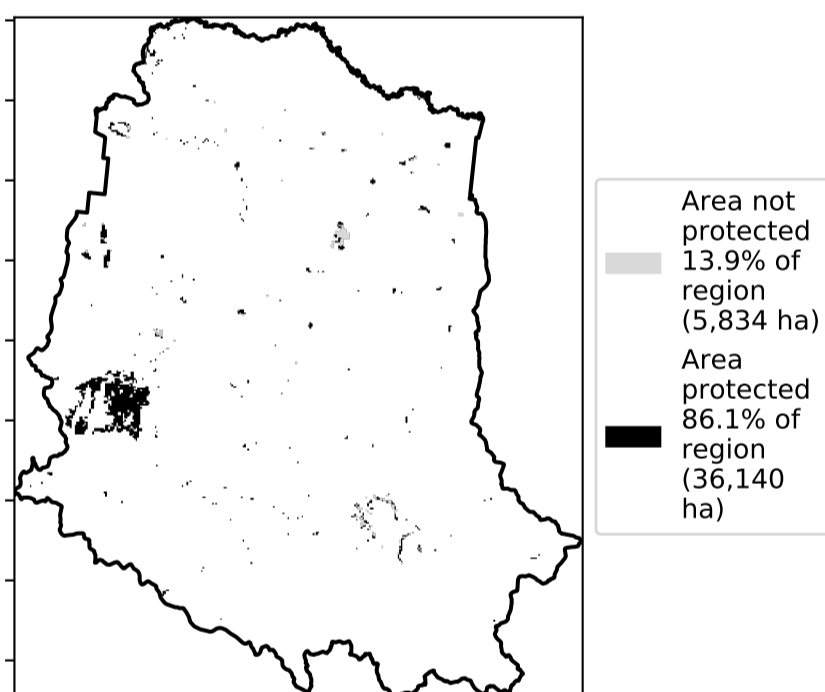 Area not
protected
13.9% of
region
(5,834 ha)
Area
protected
86.1% of
region
(36,140
ha)